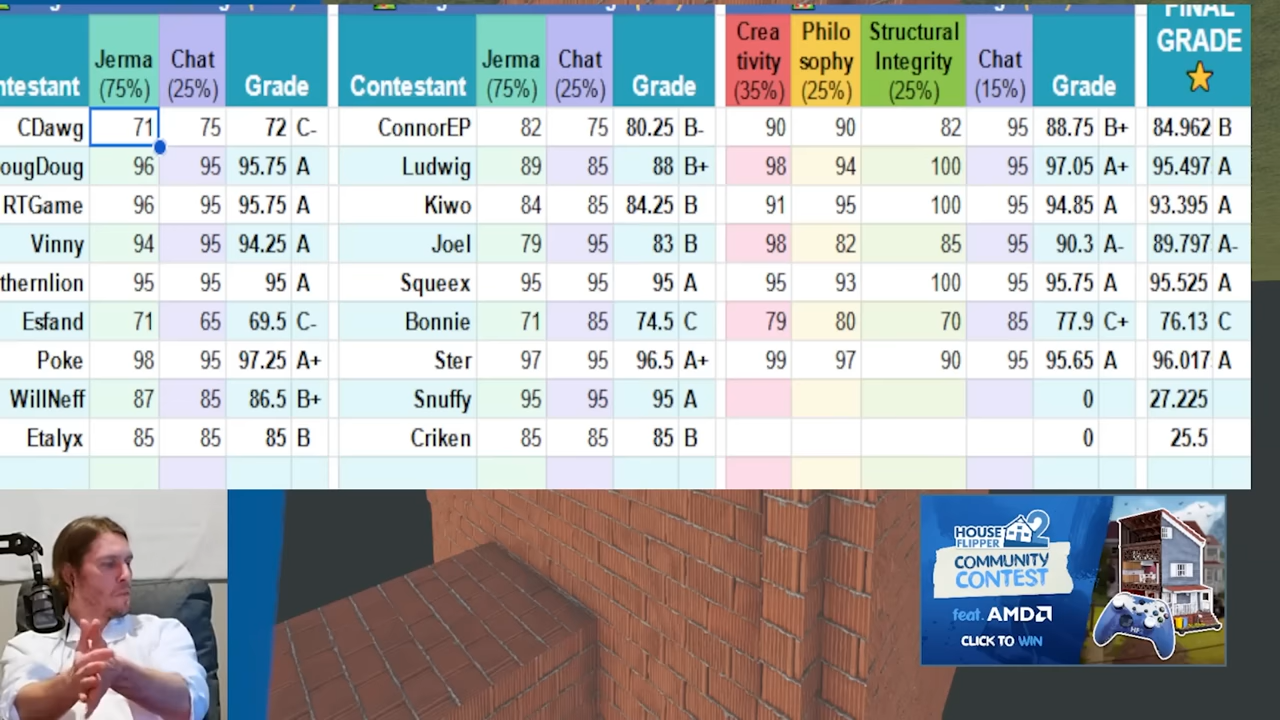 FINAL
GRADE
Jerma Chat Jerma Chat Crea Philo Structural
tivity sophy Integrity Chat
ntestant (75%) (25%) Grade Contestant (75%) (25%) Grade (35%) (25%) (25%) (15%) Grade
CDawg 71 75 72 C- ConnorEP 82 75 80.25 B- 90 90 82 95 88.75 B+ 84.962 B
ougDoug 96 95 95.75 A Ludwig 89 85 88 B+ 98 94 100 95 97.05 A+ 95.497 A
RTGame 96 95 95.75 A Kiwo 84 85 84.25 B 91 95 100 95 94.85 A 93.395 A
Vinny 94 95 94.25 A Joel 79 95 83 B 98 82 85 95 90.3 A- 89.797 A-
thernlion 95 95 95 A Squeex 95 95 95 A 95 93 100 95 95.75 A 95.525 A
Esfand 71 65 69.5 C- Bonnie 71 85 74.5 C 79 80 70 85 77.9 C+ 76.13 C
Poke 98 95 97.25 A+ Ster 97 95 96.5 A+ 99 97 90 95 95.65 A 96.017 A
WillNeff 87 85 86.5 B+ Snuffy 95 95 95 A 0 27.225
Etalyx 85 85 85 B Criken 85 85 85 B 0 25.5
HOUSE 2
FLIPPER
COMMUNITY
CONTEST
feat. AMD
CLICK TO WIN